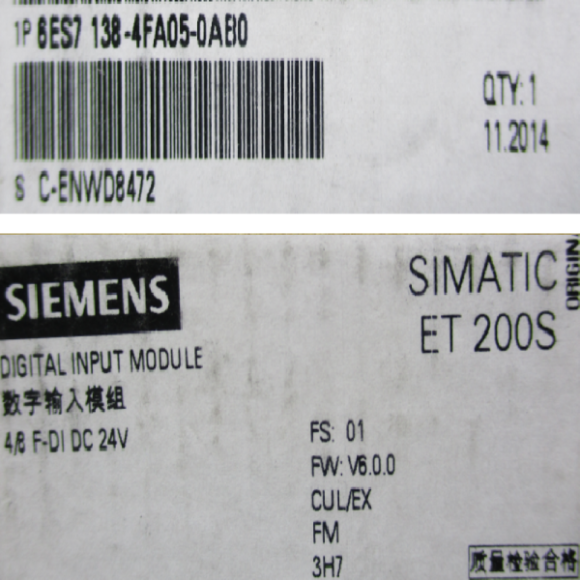 1P 6ES7 138-4FA05-0AB0
QTY: 1
11.2014
S C-ENWD8472
SIEMENS
SIMATIC
ET 200S
ORIGIN
DIGITAL INPUT MODULE
数字输入模组
4/8 F-DI DC 24V
FS: 01
FW: V6.0.0
CUL/EX
FM
3H7
质量检验合格